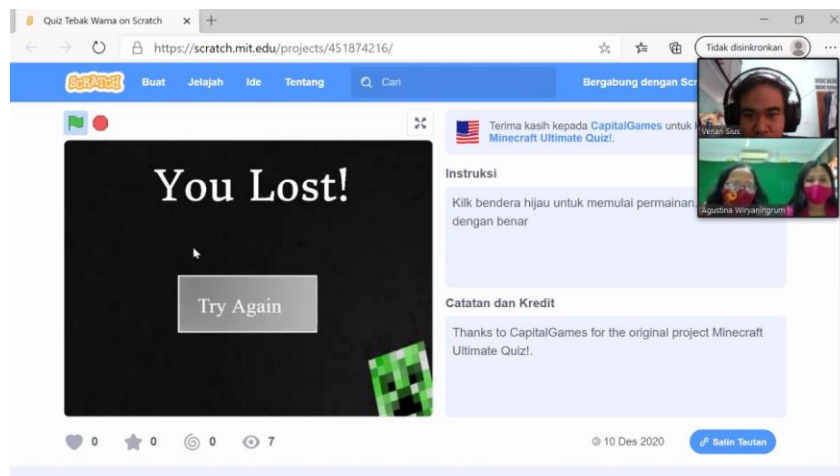 Quiz Tebak Warna on Scratch
https://scratch.mit.edu/projects/451874216/
Tidak disinkronkan
SCRATCH Buat Jelajah Ide Tentang Cari Bergabung dengan Scr
Verian Sius
Agustina Wiryaningrum
You Lost!
Try Again
Terima kasih kepada CapitalGames untuk
Minecraft Ultimate Quiz!.
Instruksi
Kilk bendera hijau untuk memulai permainan.
dengan benar
Catatan dan Kredit
Thanks to CapitalGames for the original project Minecraft
Ultimate Quiz!.
0 0 0 7
© 10 Des 2020
Salin Tautan